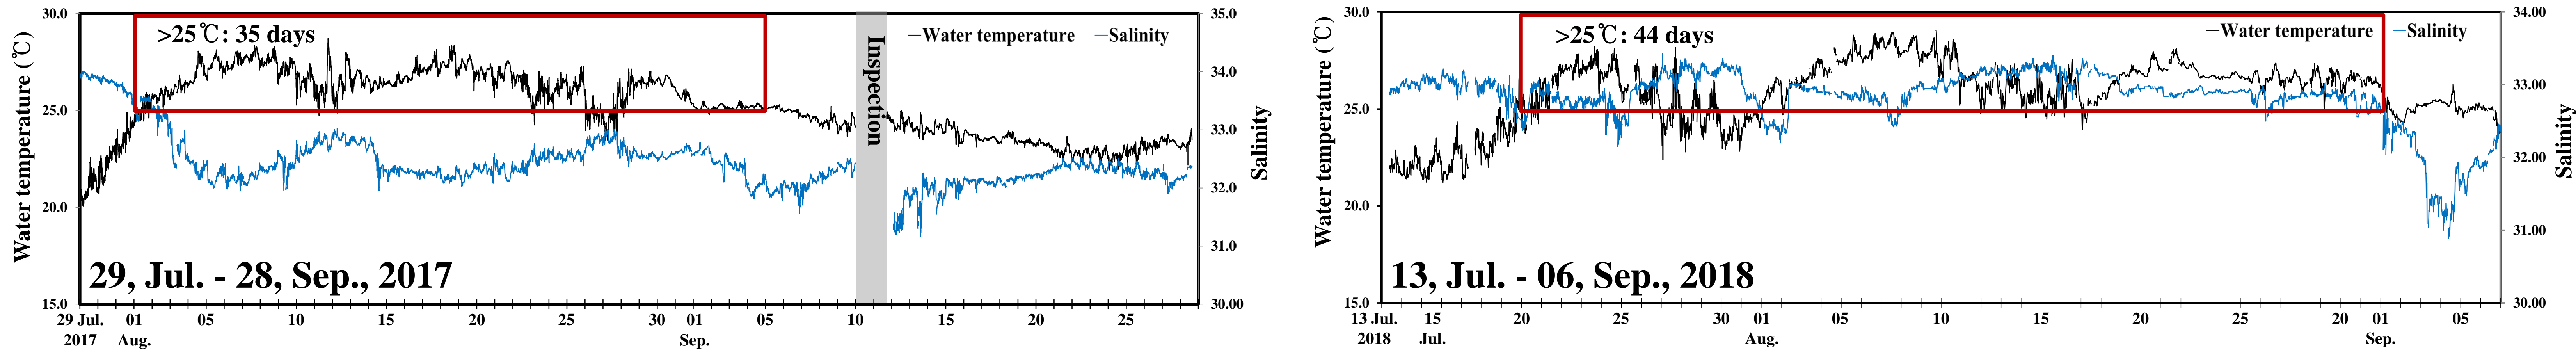 30.0
25.0
20.0
15.0
Water temperature (℃)
>25℃: 35 days
Inspection
Water temperature
Salinity
35.0
34.0
33.0
32.0
31.0
30.00
Salinity
29, Jul. - 28, Sep., 2017
29 Jul. 01 05 10 15 20 25 30 01 05 10 15 20 25
2017 Aug. Sep.
30.0
25.0
20.0
15.0
Water temperature (℃)
>25℃: 44 days
Water temperature
Salinity
34.00
33.00
32.00
31.00
30.00
Salinity
13, Jul. - 06, Sep., 2018
13 Jul. 15 20 25 30 01 05 10 15 20 25 20 01 05
2018 Jul. Aug. Sep.